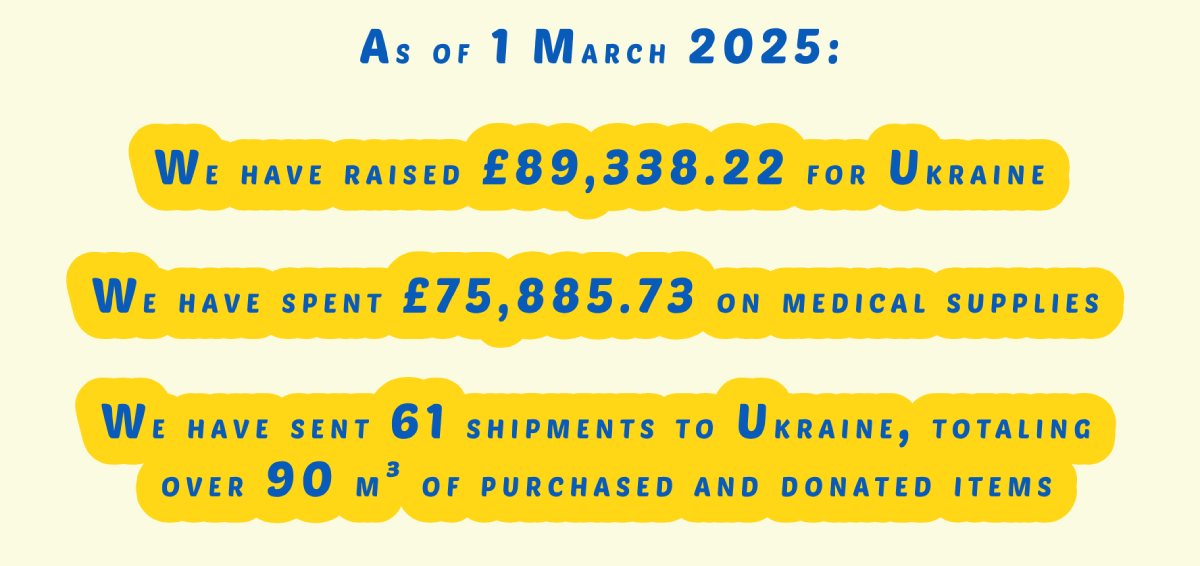 As of 1 March 2025:
We have raised £89,338.22 for Ukraine
We have spent £75,885.73 on medical supplies
We have sent 61 shipments to Ukraine, totaling
over 90 m³ of purchased and donated items